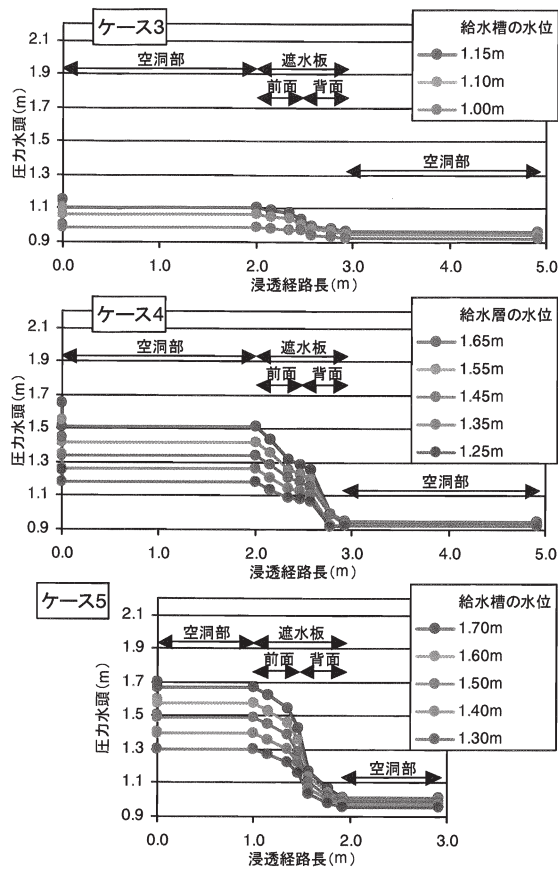 ケース3
圧力水頭(m)
2.1
1.9
1.7
1.5
1.3
1.1
0.9
空洞部
遮水板
前面
背面
空洞部
給水槽の水位
1.15m
1.10m
1.00m
0.0
1.0
2.0
3.0
4.0
5.0
浸透経路長(m)
ケース4
圧力水頭(m)
2.1
1.9
1.7
1.5
1.3
1.1
0.9
空洞部
遮水板
前面
背面
空洞部
給水層の水位
1.65m
1.55m
1.45m
1.35m
1.25m
0.0
1.0
2.0
3.0
4.0
5.0
浸透経路長(m)
ケース5
圧力水頭(m)
2.1
1.9
1.7
1.5
1.3
1.1
0.9
空洞部
遮水板
前面
背面
空洞部
給水槽の水位
1.70m
1.60m
1.50m
1.40m
1.30m
0.0
1.0
2.0
3.0
浸透経路長(m)